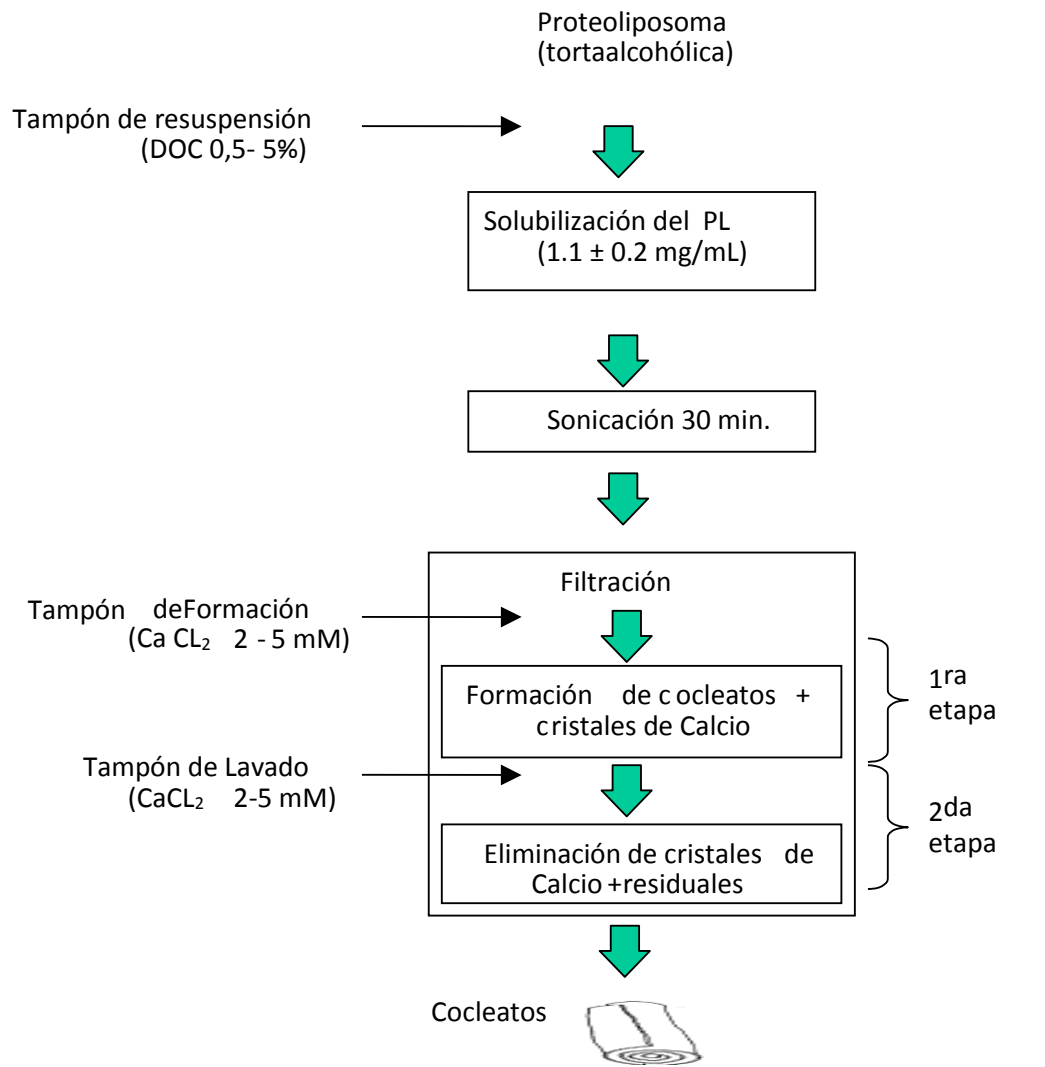 Proteoliposoma
(tortaalcohólica)
Tampón de resuspensión
(DOC 0,5- 5%)
Solubilización del PL
(1.1 ± 0.2 mg/mL)
Sonicación 30 min.
Filtración
Tampón deFormación
(Ca CL₂ 2 - 5 mM)
Formación de c ocleatos +
cristales de Calcio
1ra
etapa
Tampón de Lavado
(CaCL₂ 2-5 mM)
2da
etapa
Eliminación de cristales de
Calcio +residuales
Cocleatos